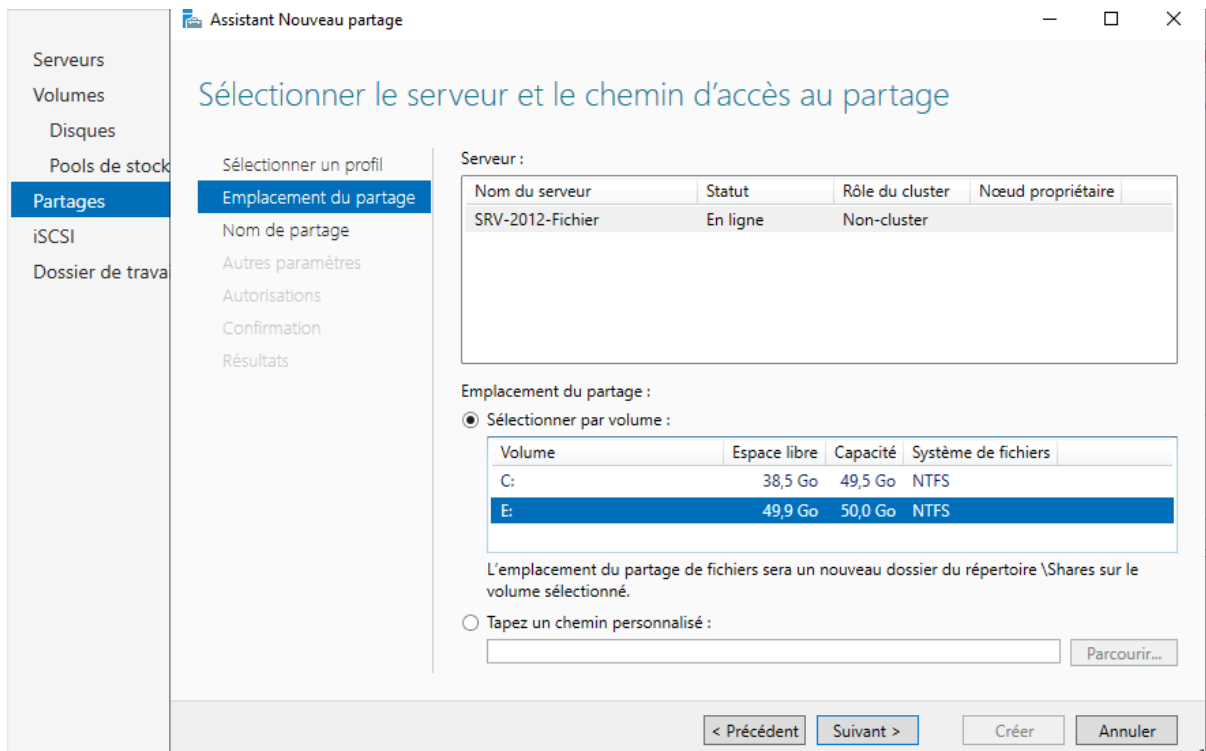 Assistant Nouveau partage
Serveurs
Volumes
Disques
Pools de stock
Partages
iSCSI
Dossier de travai
Sélectionner le serveur et le chemin d'accès au partage
Sélectionner un profil
Emplacement du partage
Nom de partage
Autres paramètres
Autorisations
Confirmation
Résultats
Serveur :
Nom du serveur Statut Rôle du cluster Nœud propriétaire
SRV-2012-Fichier En ligne Non-cluster
Emplacement du partage :
Sélectionner par volume :
Volume Espace libre Capacité Système de fichiers
C: 38,5 Go 49,5 Go NTFS
E: 49,9 Go 50,0 Go NTFS
L'emplacement du partage de fichiers sera un nouveau dossier du répertoire \Shares sur le
volume sélectionné.
Tapez un chemin personnalisé :
Parcourir...
< Précédent Suivant > Créer Annuler